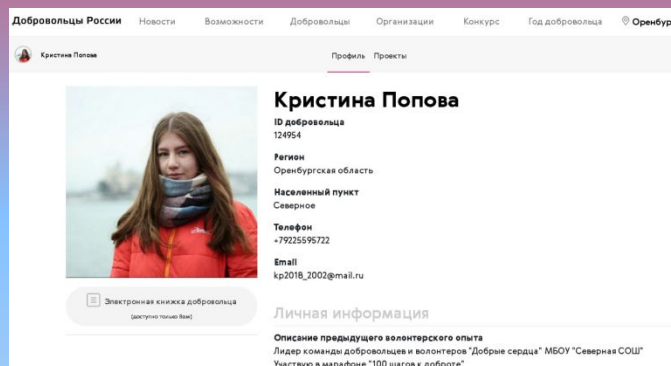 Добровольцы России Новости Возможности Добровольцы Организации Конкурс Год добровольца Оренбур
Кристина Попова Профиль Проекты
Кристина Попова
ID добровольца
124954
Регион
Оренбургская область
Населенный пункт
Северное
Телефон
+79225595722
Email
kp2018_2002@mail.ru
Электронная книжка добровольца
(доступно только Вам)
Личная информация
Описание предыдущего волонтерского опыта
Лидер команды добровольцев и волонтеров "Добрые сердца" МБОУ "Северная СОШ"
Участвую в марафоне "100 шагов к доброте"